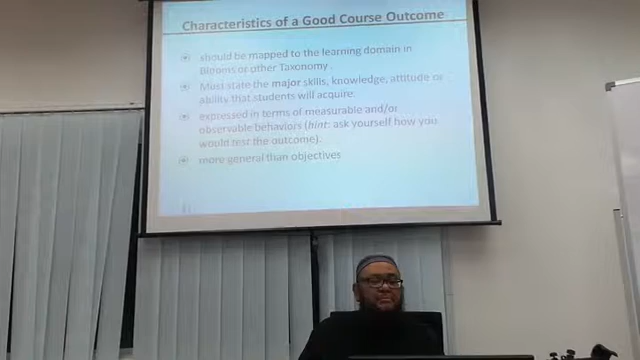 Characteristics of a Good Course Outcome
should be mapped to the learning domain in
Blooms or other Taxonomy .
Must state the major skills, knowledge, attitude or
ability that students will acquire.
expressed in terms of measurable and/or
observable behaviors (hint: ask yourself how you
would test the outcome).
more general than objectives